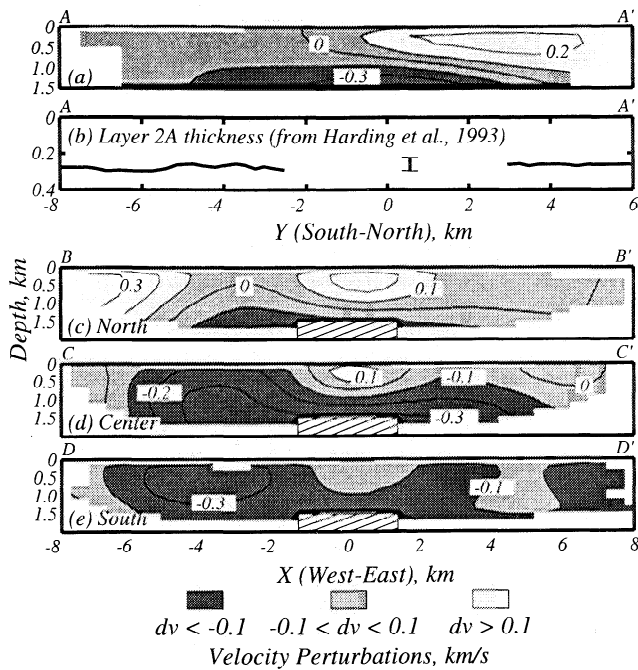 A A'
0
0.5
1.0
1.5
0
0.2
-0.3
(a)
A A'
0
0.2
0.4
(b) Layer 2A thickness (from Harding et al., 1993)
-8 -6 -4 -2 0 2 4 6
Y (South-North), km
Depth, km
B B'
0
0.5
1.0
1.5
0.3
0
0.1
(c) North
C C'
0
0.5
1.0
1.5
-0.2
0.1
-0.1
0
-0.3
(d) Center
D D'
0
0.5
1.0
1.5
-0.3
-0.1
(e) South
-8 -6 -4 -2 0 2 4 6 8
X (West-East), km
dv < -0.1 -0.1 < dv < 0.1 dv > 0.1
Velocity Perturbations, km/s